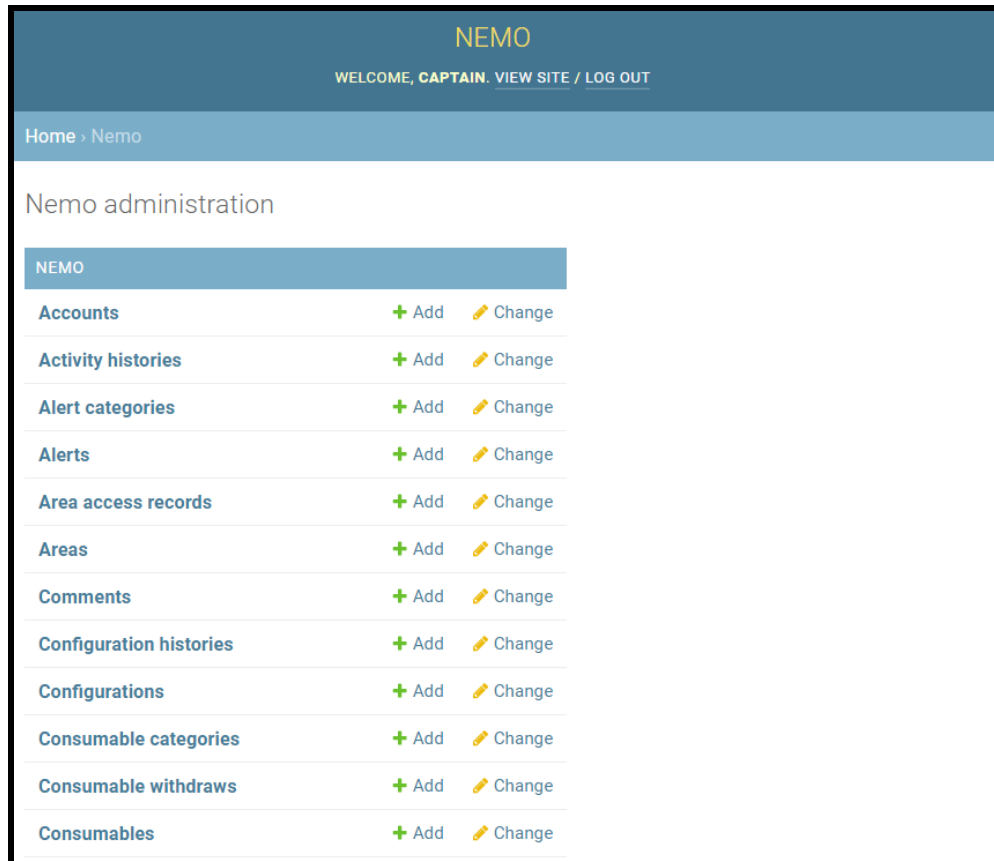 NEMO
WELCOME, CAPTAIN. VIEW SITE / LOG OUT
Home › Nemo
Nemo administration
NEMO
Accounts Add Change
Activity histories Add Change
Alert categories Add Change
Alerts Add Change
Area access records Add Change
Areas Add Change
Comments Add Change
Configuration histories Add Change
Configurations Add Change
Consumable categories Add Change
Consumable withdraws Add Change
Consumables Add Change